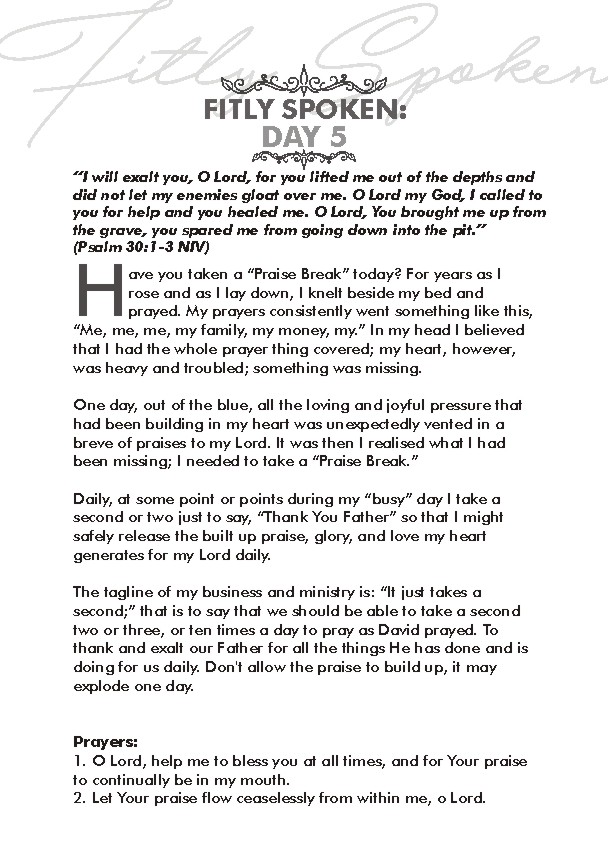 Fitly Spoken
FITLY SPOKEN:
DAY 5
“I will exalt you, O Lord, for you lifted me out of the depths and
did not let my enemies gloat over me. O Lord my God, I called to
you for help and you healed me. O Lord, You brought me up from
the grave, you spared me from going down into the pit.”
(Psalm 30:1-3 NIV)
Have you taken a “Praise Break” today? For years as I
rose and as I lay down, I knelt beside my bed and
prayed. My prayers consistently went something like this,
“Me, me, me, my family, my money, my.” In my head I believed
that I had the whole prayer thing covered; my heart, however,
was heavy and troubled; something was missing.
One day, out of the blue, all the loving and joyful pressure that
had been building in my heart was unexpectedly vented in a
breve of praises to my Lord. It was then I realised what I had
been missing; I needed to take a “Praise Break.”
Daily, at some point or points during my “busy” day I take a
second or two just to say, “Thank You Father” so that I might
safely release the built up praise, glory, and love my heart
generates for my Lord daily.
The tagline of my business and ministry is: “It just takes a
second;” that is to say that we should be able to take a second
two or three, or ten times a day to pray as David prayed. To
thank and exalt our Father for all the things He has done and is
doing for us daily. Don't allow the praise to build up, it may
explode one day.
Prayers:
1. O Lord, help me to bless you at all times, and for Your praise
to continually be in my mouth.
2. Let Your praise flow ceaselessly from within me, o Lord.